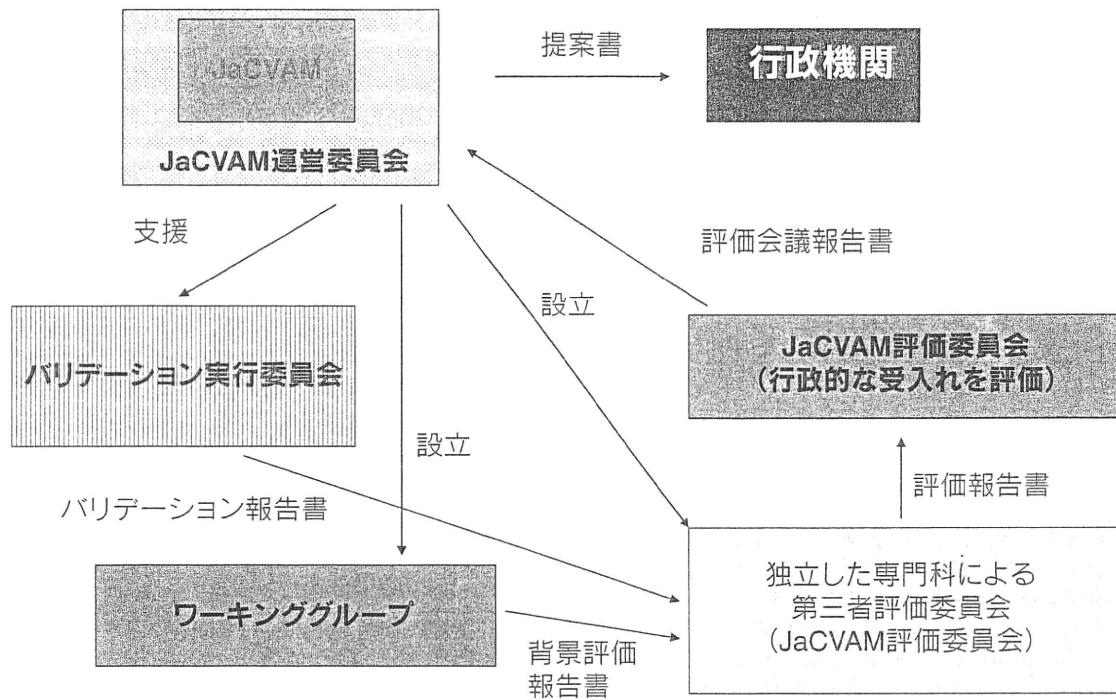 JaCVAM
提案書
行政機関
JaCVAM運営委員会
支援
評価会議報告書
設立
バリデーション実行委員会
JaCVAM評価委員会
(行政的な受入れを評価)
設立
バリデーション報告書
評価報告書
ワーキンググループ
背景評価
報告書
独立した専門科による
第三者評価委員会
(JaCVAM評価委員会)